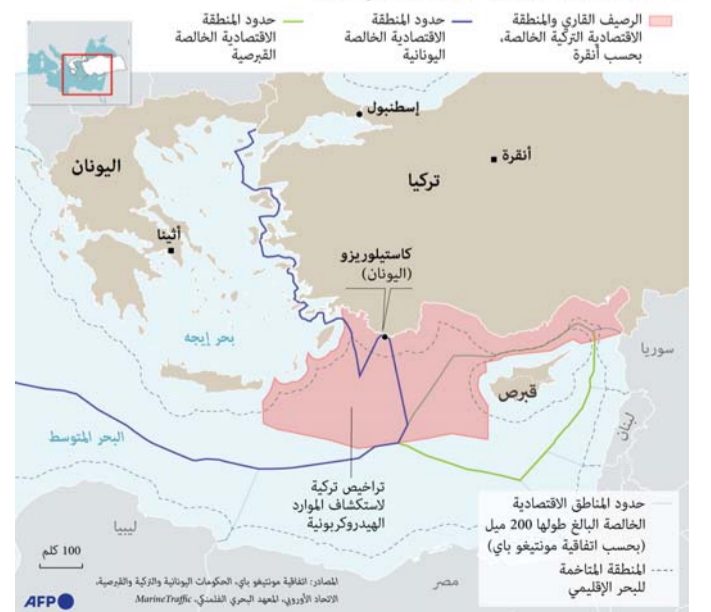 الرصيف القاري والمنطقة
الاقتصادية التركية الخالصة،
بحسب أنقرة
حدود المنطقة
الاقتصادية الخالصة
اليونانية
حدود المنطقة
الاقتصادية الخالصة
القبرصية
إسطنبول
أنقرة
اليونان
تركيا
أثينا
كاستيلوريزو
(اليونان)
بحر إيجه
سوريا
قبرص
لبنان
البحر المتوسط
تراخيص تركية
لاستكشاف الموارد
الهيدروكربونية
حدود المناطق الاقتصادية
الخالصة البالغ طولها 200 ميل
(بحسب اتفاقية مونتيغو باي)
المنطقة المتاخمة
للبحر الإقليمي
ليبيا
مصر
100 كلم
المصادر: اتفاقية مونتيغو باي، الحكومات اليونانية والتركية والقبرصية،
الاتحاد الأوروبي، المعهد البحري الفلمنكي، MarineTraffic
AFP